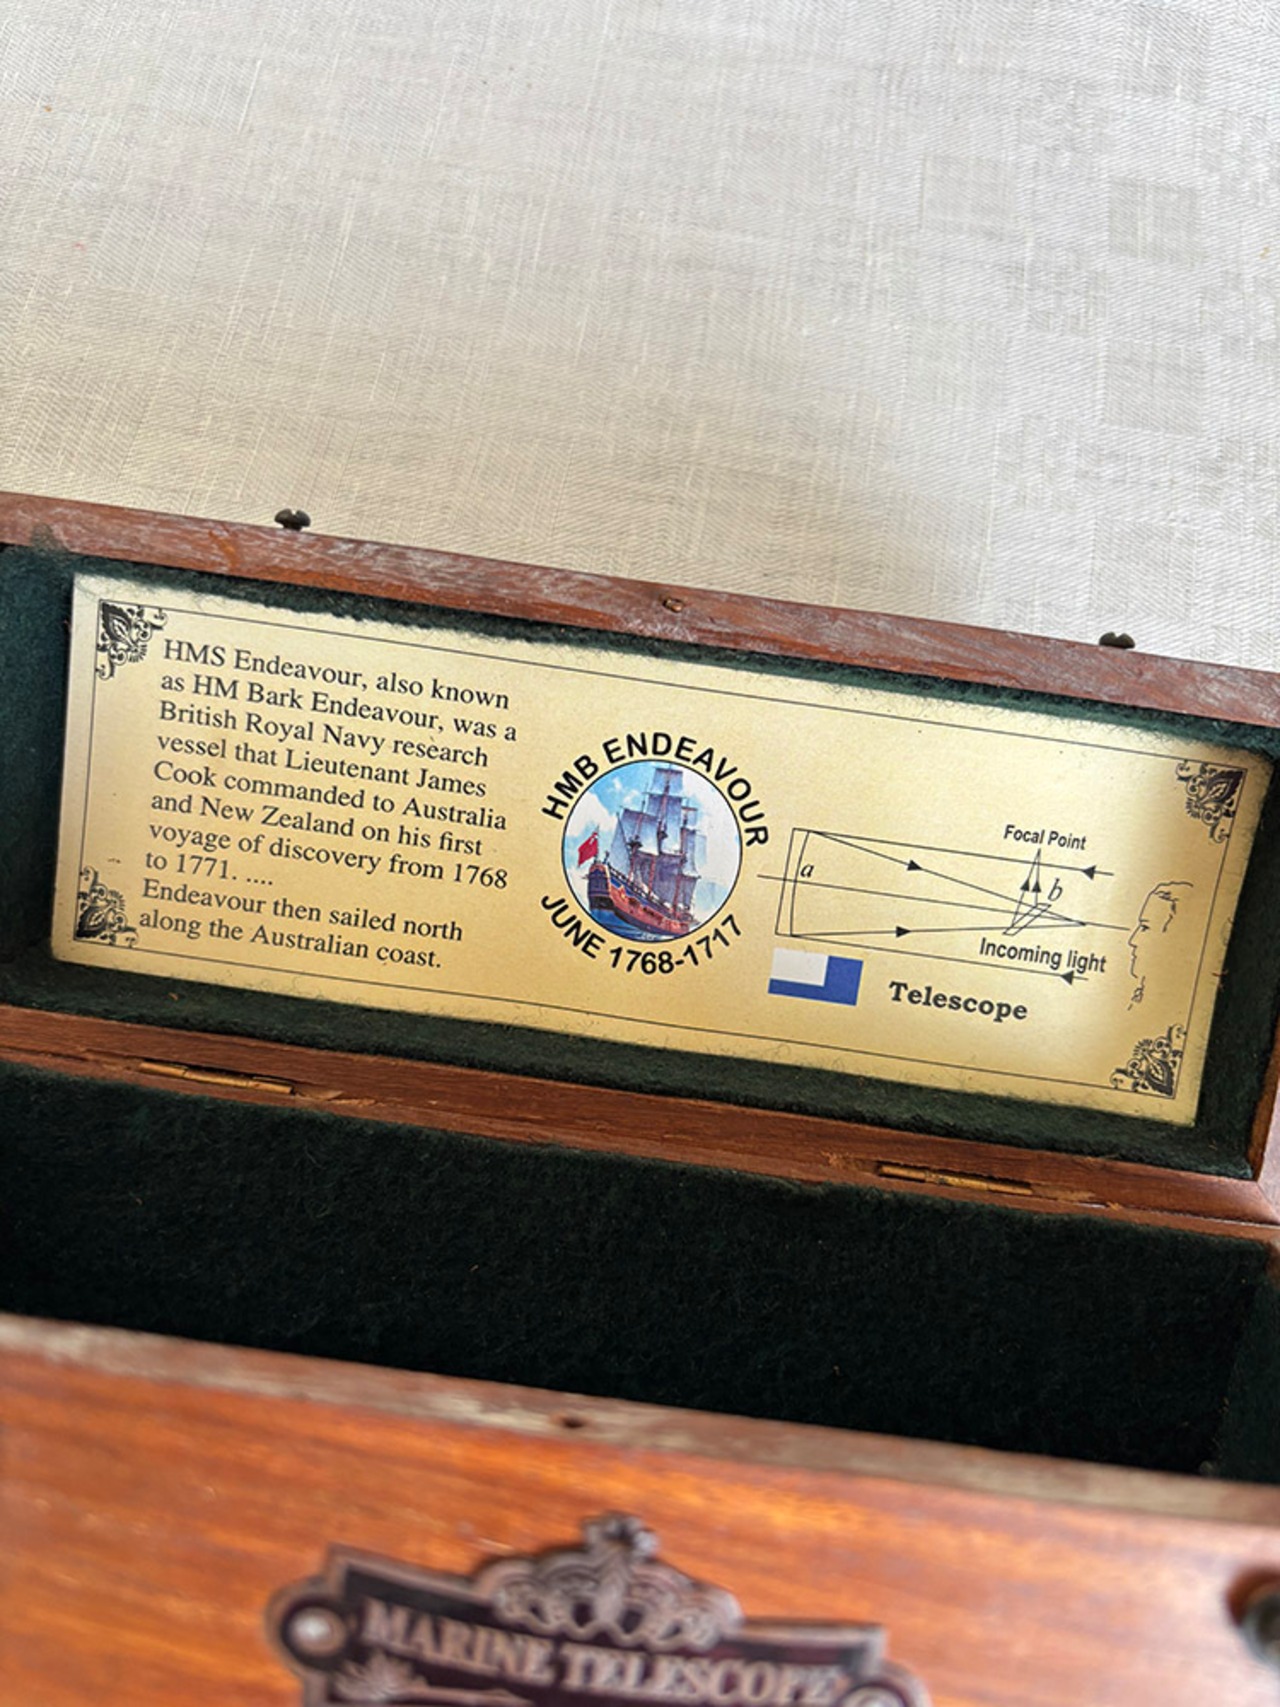 HMS Endeavour, also known
as HM Bark Endeavour, was a
British Royal Navy research
vessel that Lieutenant James
Cook commanded to Australia
and New Zealand on his first
voyage of discovery from 1768
to 1771. ....
Endeavour then sailed north
along the Australian coast.
HMB ENDEAVOUR
JUNE 1768-1717
Focal Point
a
b
Incoming light
Telescope
MARINE TELESCOPE